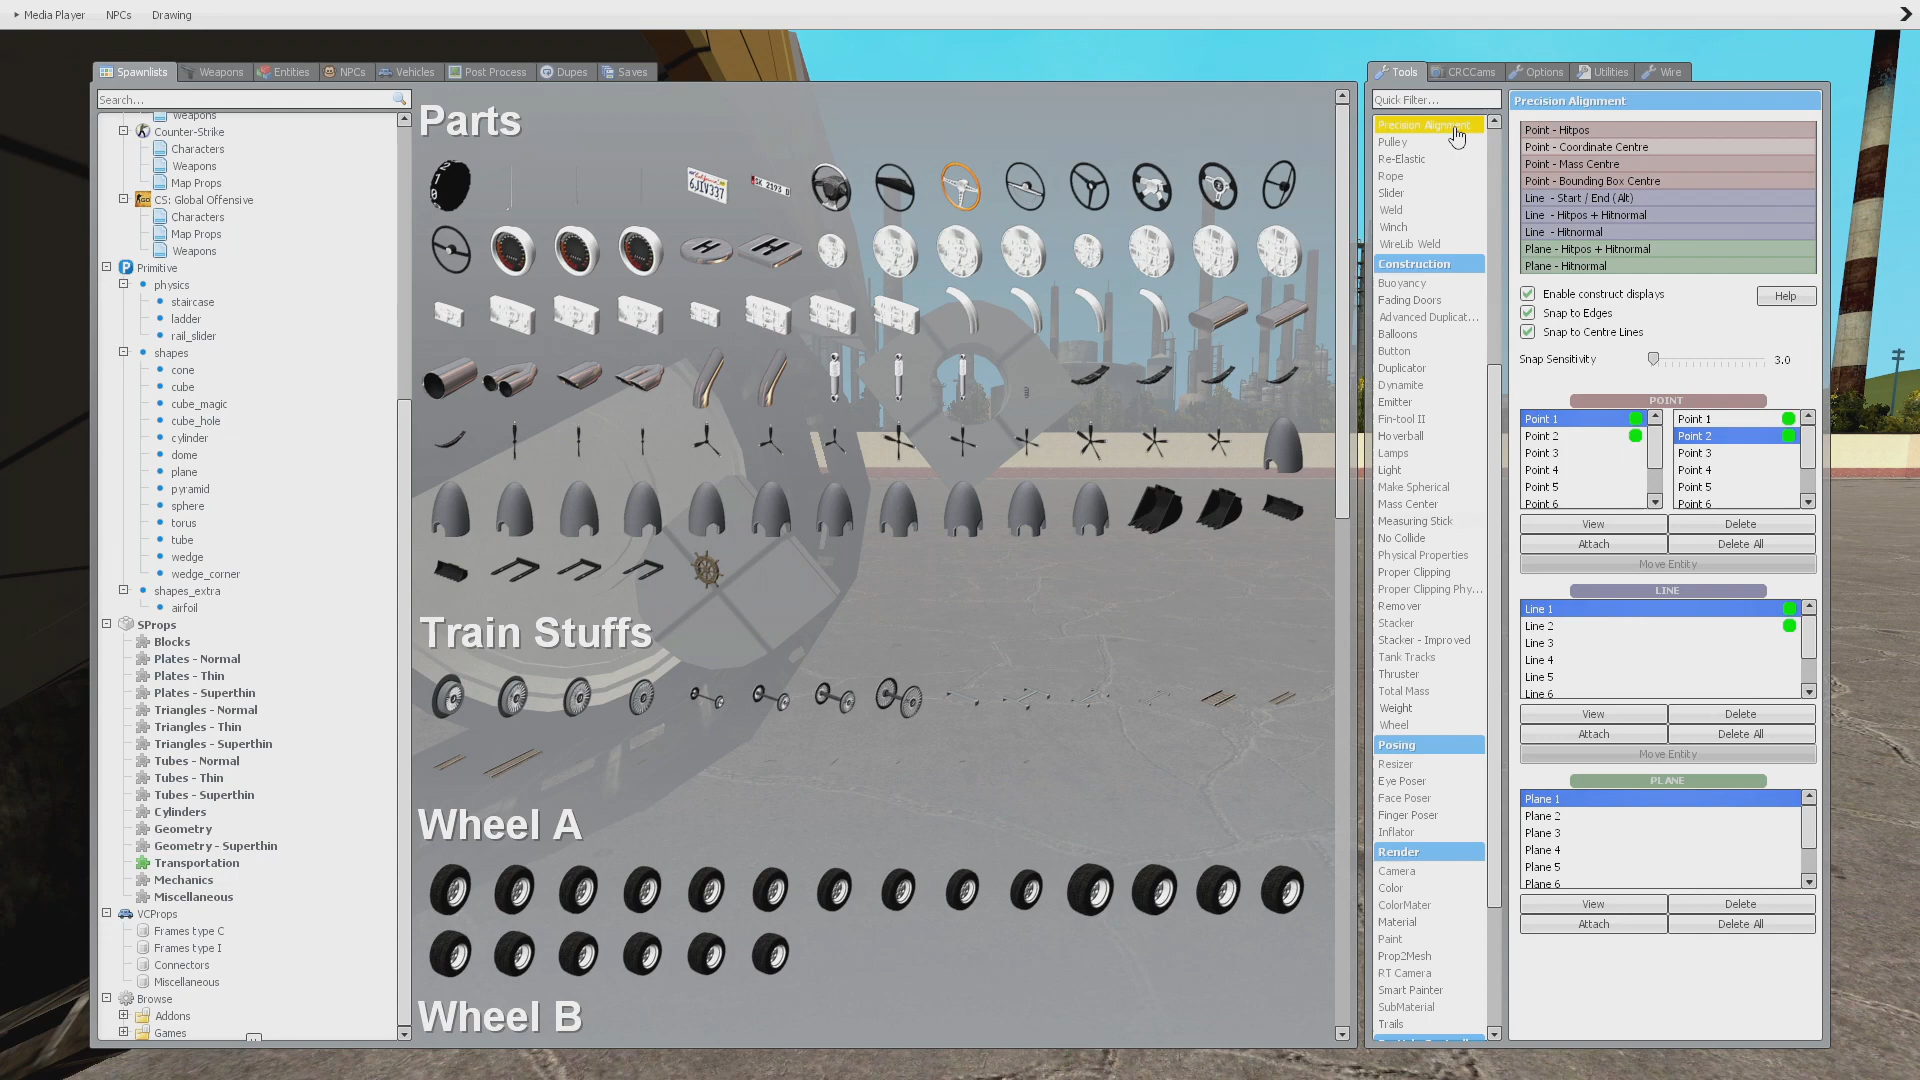 Media Player
NPCs
Drawing
Spawnlists
Weapons
Entities
NPCs
Vehicles
Post Process
Dupes
Saves
Search...
Weapons
Counter-Strike
Characters
Weapons
Map Props
CS: Global Offensive
Characters
Map Props
Weapons
Primitive
physics
staircase
ladder
rail_slider
shapes
cone
cube
cube_magic
cube_hole
cylinder
dome
plane
pyramid
sphere
torus
tube
wedge
wedge_corner
shapes_extra
airfoil
SProps
Blocks
Plates - Normal
Plates - Thin
Plates - Superthin
Triangles - Normal
Triangles - Thin
Triangles - Superthin
Tubes - Normal
Tubes - Thin
Tubes - Superthin
Cylinders
Geometry
Geometry - Superthin
Transportation
Mechanics
Miscellaneous
VCProps
Frames type C
Frames type I
Connectors
Miscellaneous
Browse
Addons
Games
Parts
6JIV337
SK 2193 D
Train Stuffs
Wheel A
Wheel B
Tools
CRCCams
Options
Utilities
Wire
Quick Filter...
Precision Alignment
Pulley
Re-Elastic
Rope
Slider
Weld
Winch
WireLib Weld
Construction
Buoyancy
Fading Doors
Advanced Duplicat...
Balloons
Button
Duplicator
Dynamite
Emitter
Fin-tool II
Hoverball
Lamps
Light
Make Spherical
Mass Center
Measuring Stick
No Collide
Physical Properties
Proper Clipping
Proper Clipping Phy...
Remover
Stacker
Stacker - Improved
Tank Tracks
Thruster
Total Mass
Weight
Wheel
Posing
Resizer
Eye Poser
Face Poser
Finger Poser
Inflator
Render
Camera
Color
ColorMater
Material
Paint
Prop2Mesh
RT Camera
Smart Painter
SubMaterial
Trails
Precision Alignment
Point - Hitpos
Point - Coordinate Centre
Point - Mass Centre
Point - Bounding Box Centre
Line - Start / End (Alt)
Line - Hitpos + Hitnormal
Line - Hitnormal
Plane - Hitpos + Hitnormal
Plane - Hitnormal
Enable construct displays
Help
Snap to Edges
Snap to Centre Lines
Snap Sensitivity 3.0
POINT
Point 1 Point 1
Point 2 Point 2
Point 3 Point 3
Point 4 Point 4
Point 5 Point 5
Point 6 Point 6
View Delete
Attach Delete All
Move Entity
LINE
Line 1
Line 2
Line 3
Line 4
Line 5
Line 6
View Delete
Attach Delete All
Move Entity
PLANE
Plane 1
Plane 2
Plane 3
Plane 4
Plane 5
Plane 6
View Delete
Attach Delete All